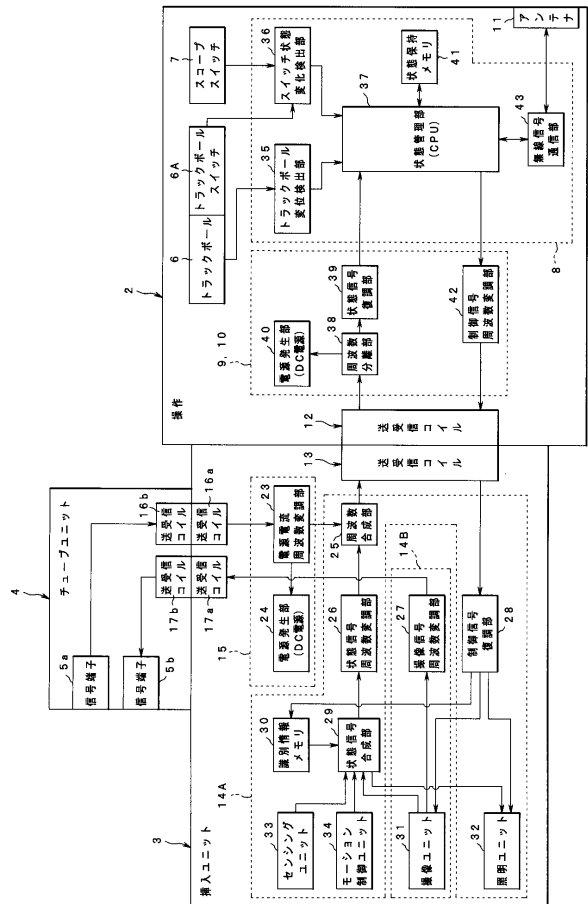 4
チューブユニット
5a
信号端子
信号端子
5b
16b
送受信コイル
送受信コイル
16a
17b
送受信コイル
送受信コイル
17a
3
挿入ユニット
15
24
電源発生部(DC電源)
23
電源電流
周波数変調部
14A
33
センシング
ユニット
34
モーション
制御ユニット
30
識別情報
メモリ
29
状態信号
合成部
26
状態信号
周波数変調部
25
周波数
合成部
14B
31
撮像ユニット
27
撮像信号
周波数変調部
32
照明ユニット
28
制御信号
復調部
13
送受信コイル
12
送受信コイル
2
操作
9, 10
40
電源発生部
(DC電源)
38
周波数
分離部
39
状態信号
復調部
42
制御信号
周波数変調部
6
トラックボール
6A
トラックボール
スイッチ
7
スコープ
スイッチ
35
トラックボール
変位検出部
36
スイッチ状態
変化検出部
37
状態管理部
(CPU)
41
状態保持
メモリ
43
無線信号
通信部
8
11
アンテナ